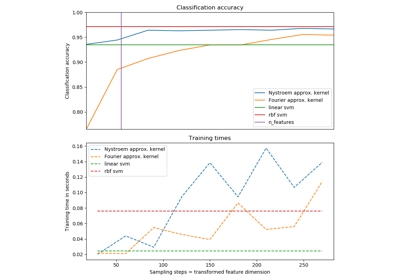 Classification accuracy
1.00
0.95
0.90
0.85
0.80
Classification accuracy
Nystroem approx. kernel
Fourier approx. kernel
linear svm
rbf svm
n_features
Training times
0.16
0.14
0.12
0.10
0.08
0.06
0.04
0.02
Training time in seconds
Nystroem approx. kernel
Fourier approx. kernel
linear svm
rbf svm
50 100 150 200 250
Sampling steps = transformed feature dimension